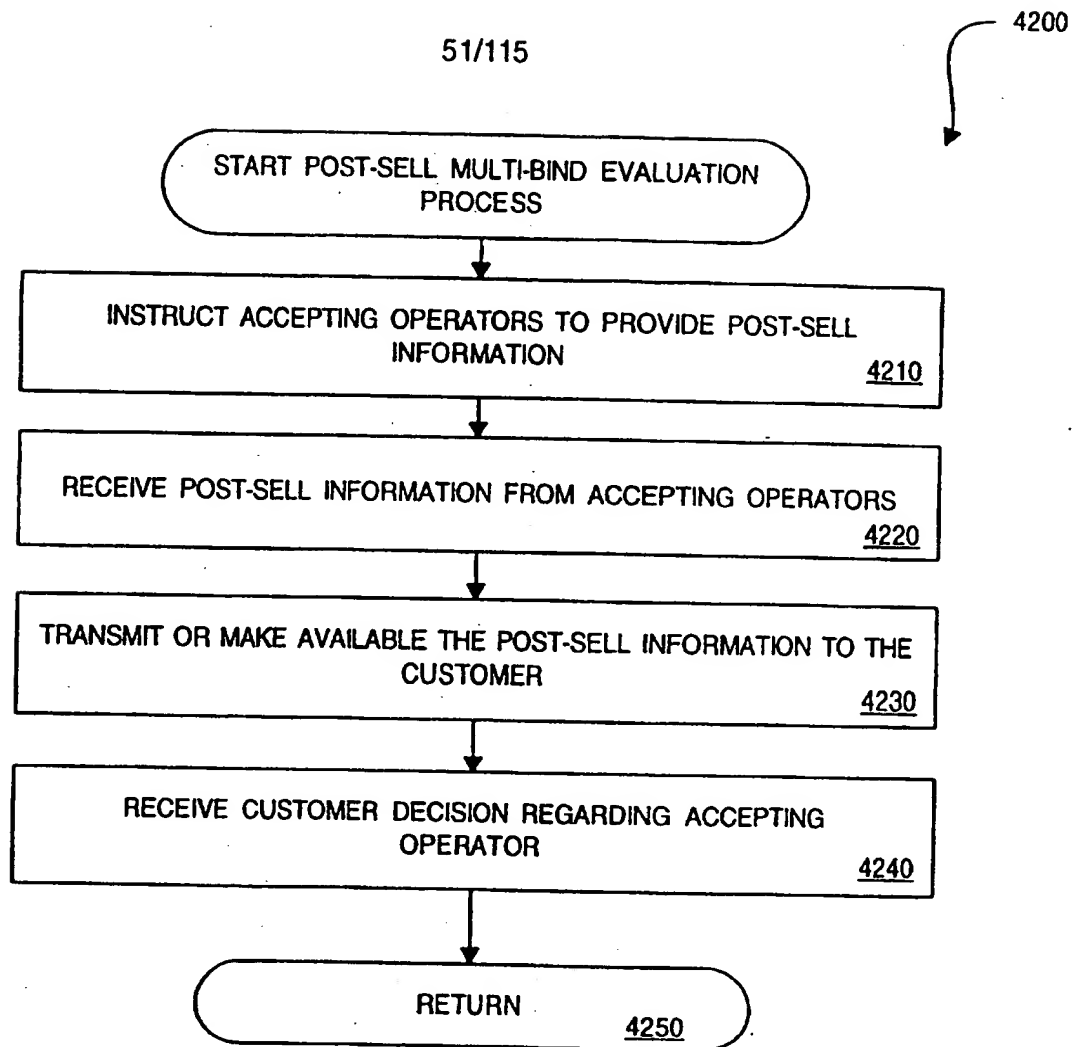 51/115
4200
START POST-SELL MULTI-BIND EVALUATION
PROCESS
INSTRUCT ACCEPTING OPERATORS TO PROVIDE POST-SELL
INFORMATION
4210
RECEIVE POST-SELL INFORMATION FROM ACCEPTING OPERATORS
4220
TRANSMIT OR MAKE AVAILABLE THE POST-SELL INFORMATION TO THE
CUSTOMER
4230
RECEIVE CUSTOMER DECISION REGARDING ACCEPTING
OPERATOR
4240
RETURN
4250